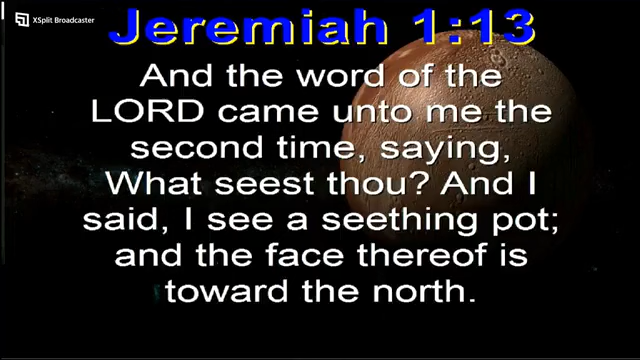 XSplit Broadcaster
Jeremiah 1:13
And the word of the
LORD came unto me the
second time, saying,
What seest thou? And I
said, I see a seething pot;
and the face thereof is
toward the north.